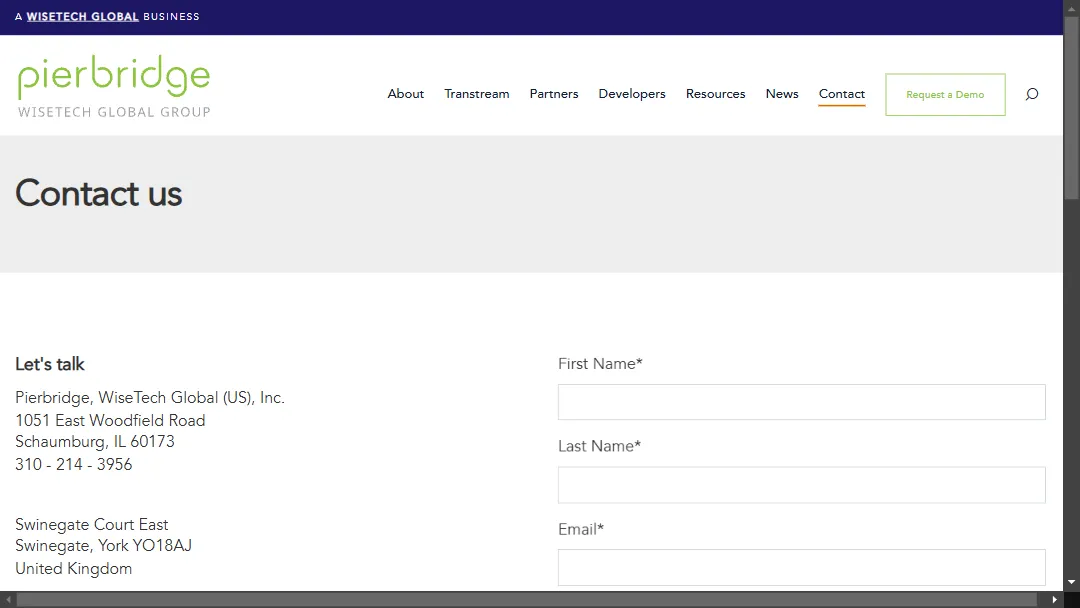 A WISETECH GLOBAL BUSINESS
pierbridge
WISETECH GLOBAL GROUP
About Transtream Partners Developers Resources News Contact Request a Demo
Contact us
Let's talk
Pierbridge, WiseTech Global (US), Inc.
1051 East Woodfield Road
Schaumburg, IL 60173
310 - 214 - 3956
Swinegate Court East
Swinegate, York YO18AJ
United Kingdom
First Name*
Last Name*
Email*